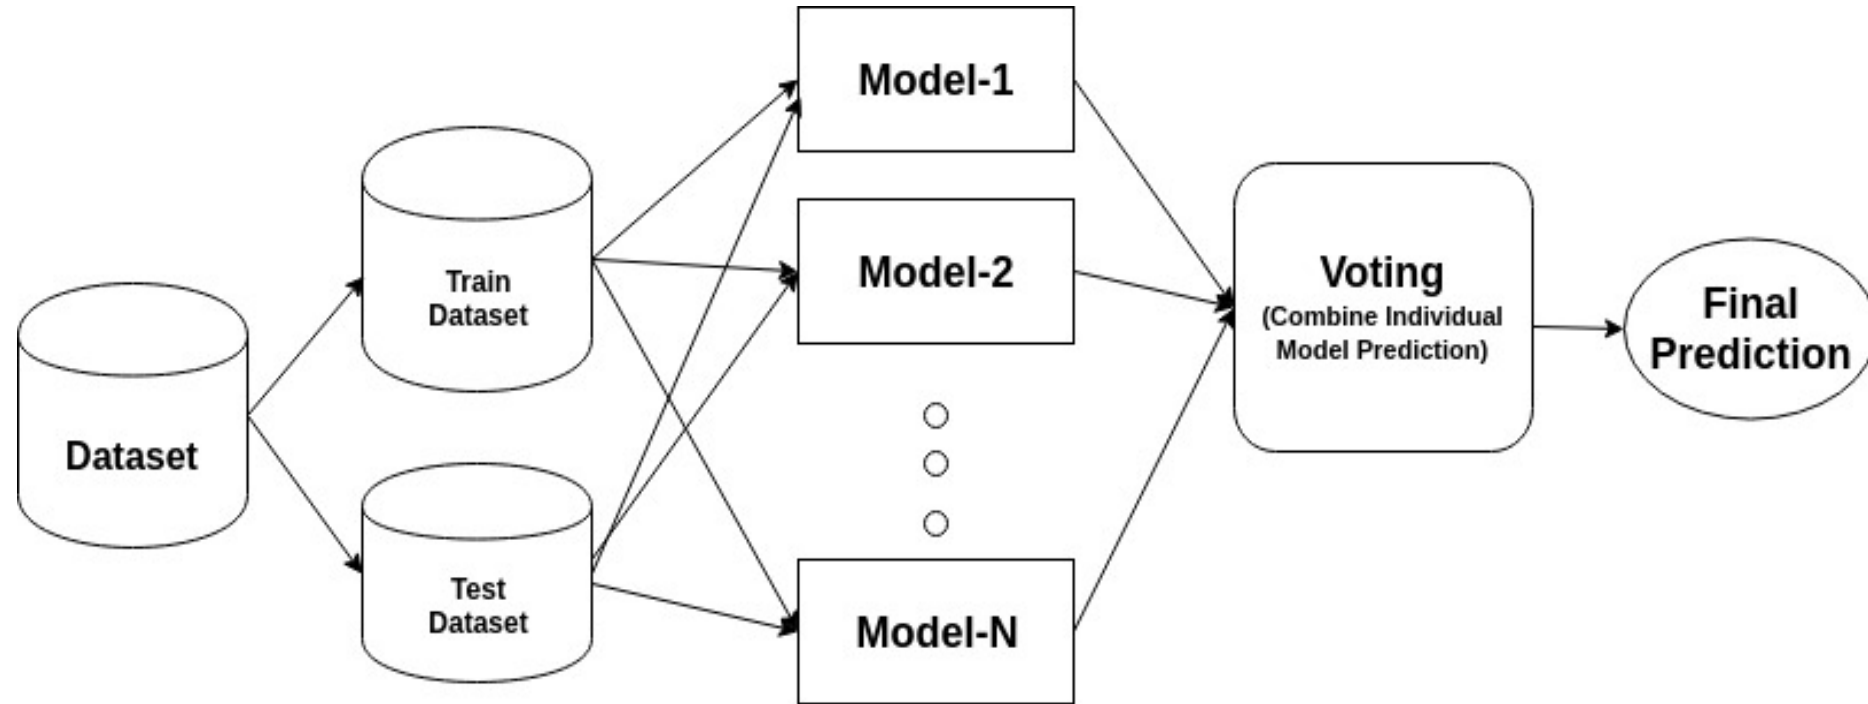 Dataset
Train
Dataset
Test
Dataset
Model-1
Model-2
Model-N
Voting
(Combine Individual
Model Prediction)
Final
Prediction